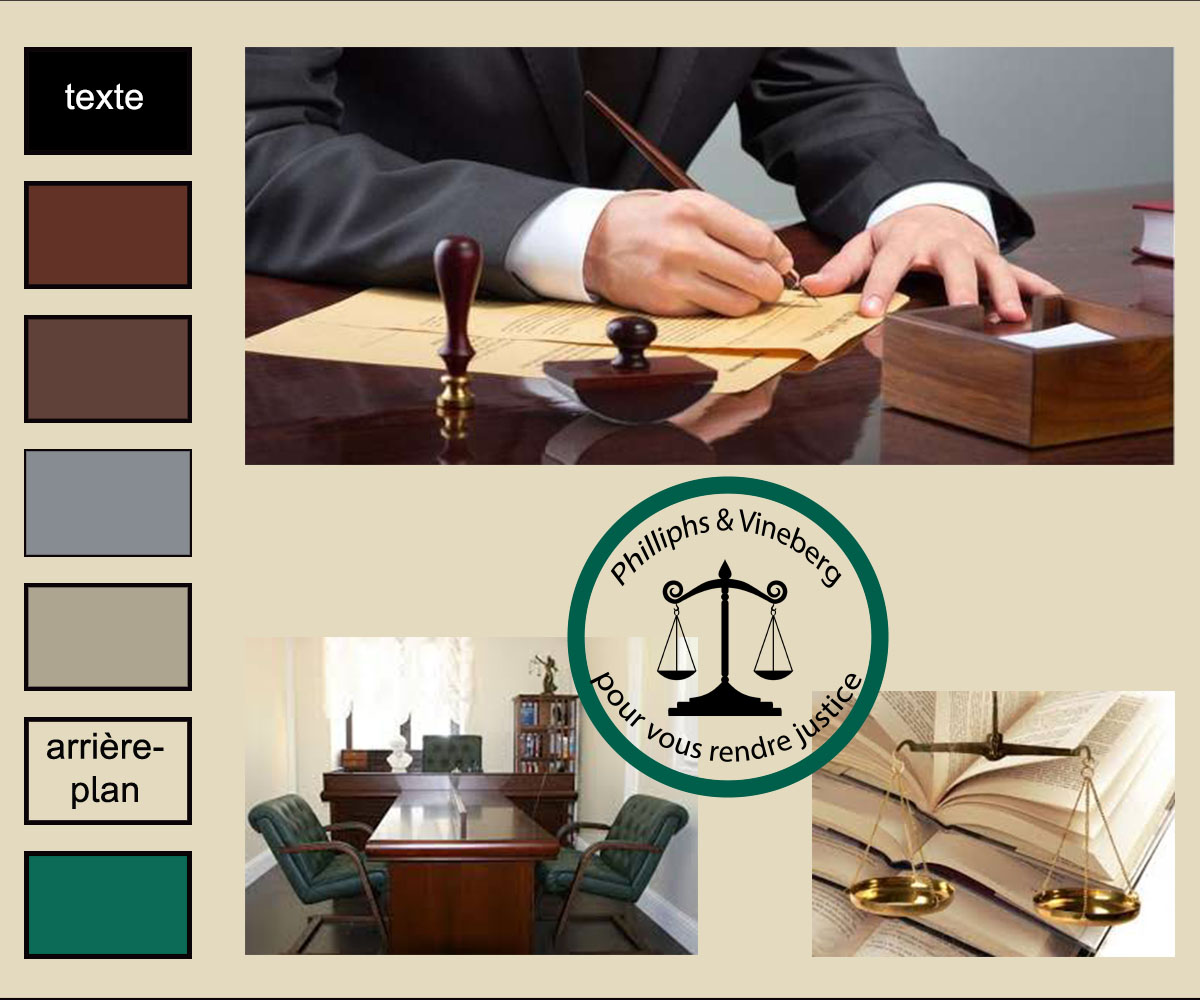 texte
arrière-
plan
Philliphs & Vineberg
pour vous rendre justice